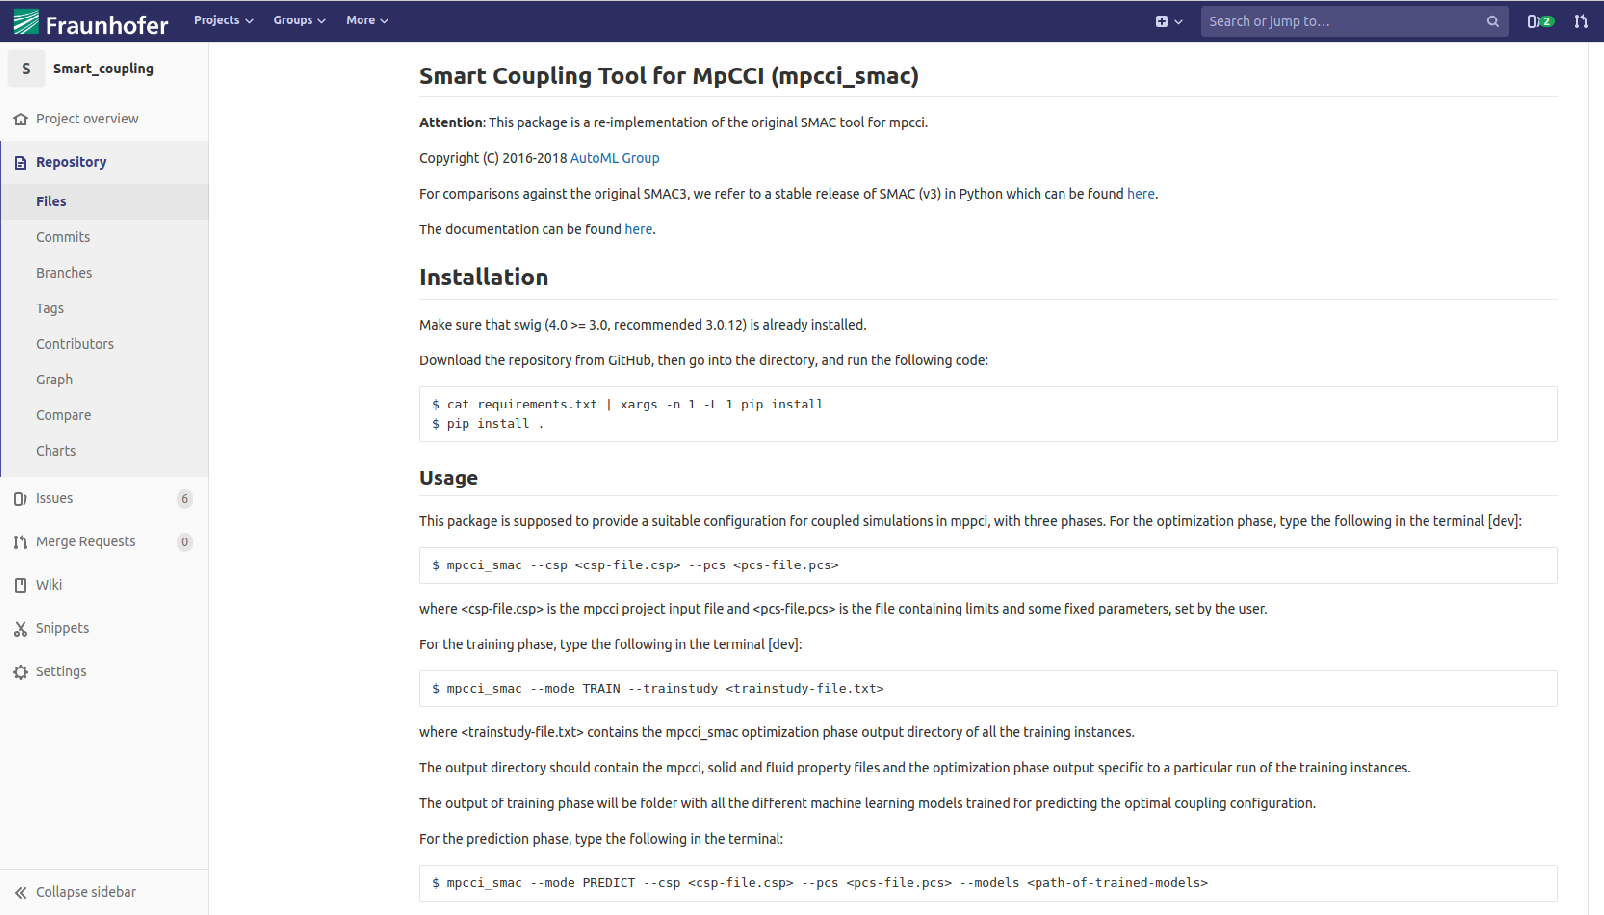 Fraunhofer Projects Groups More Search or jump to... 2
S Smart_coupling
Project overview
Repository
Files
Commits
Branches
Tags
Contributors
Graph
Compare
Charts
Issues 6
Merge Requests 0
Wiki
Snippets
Settings
Collapse sidebar
Smart Coupling Tool for MpCCI (mpcci_smac)
Attention: This package is a re-implementation of the original SMAC tool for mpcci.
Copyright (C) 2016-2018 AutoML Group
For comparisons against the original SMAC3, we refer to a stable release of SMAC (v3) in Python which can be found here.
The documentation can be found here.
Installation
Make sure that swig (4.0 >= 3.0, recommended 3.0.12) is already installed.
Download the repository from GitHub, then go into the directory, and run the following code:
$ cat requirements.txt | xargs -n 1 -L 1 pip install
$ pip install .
Usage
This package is supposed to provide a suitable configuration for coupled simulations in mppci, with three phases. For the optimization phase, type the following in the terminal [dev]:
$ mpcci_smac --csp <csp-file.csp> --pcs <pcs-file.pcs>
where <csp-file.csp> is the mpcci project input file and <pcs-file.pcs> is the file containing limits and some fixed parameters, set by the user.
For the training phase, type the following in the terminal [dev]:
$ mpcci_smac --mode TRAIN --trainstudy <trainstudy-file.txt>
where <trainstudy-file.txt> contains the mpcci_smac optimization phase output directory of all the training instances.
The output directory should contain the mpcci, solid and fluid property files and the optimization phase output specific to a particular run of the training instances.
The output of training phase will be folder with all the different machine learning models trained for predicting the optimal coupling configuration.
For the prediction phase, type the following in the terminal:
$ mpcci_smac --mode PREDICT --csp <csp-file.csp> --pcs <pcs-file.pcs> --models <path-of-trained-models>